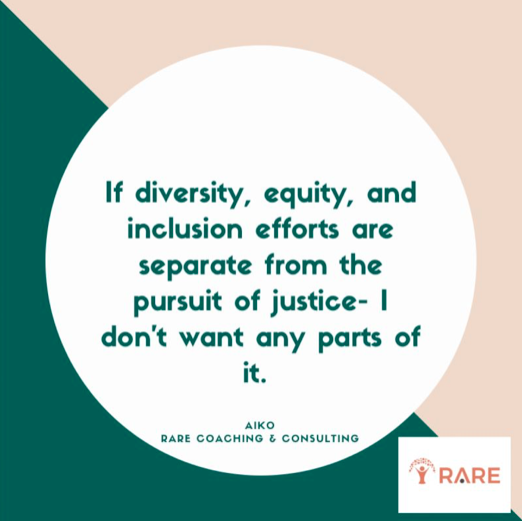 If diversity, equity, and
inclusion efforts are
separate from the
pursuit of justice- I
don't want any parts of
it.
AIKO
RARE COACHING & CONSULTING
RARE